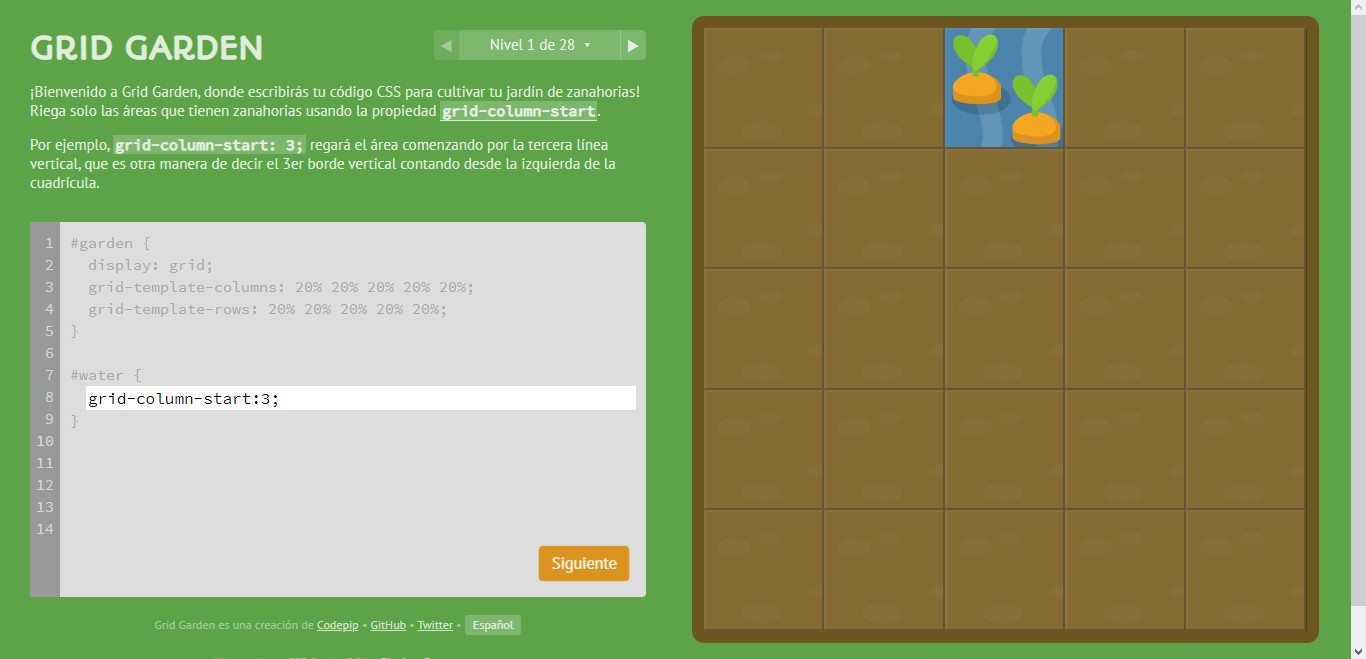 GRID GARDEN
◀ Nivel 1 de 28 ▾ ▶
¡Bienvenido a Grid Garden, donde escribirás tu código CSS para cultivar tu jardín de zanahorias!
Riega solo las áreas que tienen zanahorias usando la propiedad grid-column-start.
Por ejemplo, grid-column-start: 3; regará el área comenzando por la tercera línea
vertical, que es otra manera de decir el 3er borde vertical contando desde la izquierda de la
cuadrícula.
1 #garden {
2 display: grid;
3 grid-template-columns: 20% 20% 20% 20% 20%;
4 grid-template-rows: 20% 20% 20% 20% 20%;
5 }
6
7 #water {
8 grid-column-start:3;
9 }
10
11
12
13
14
Siguiente
Grid Garden es una creación de Codepip • GitHub • Twitter • Español